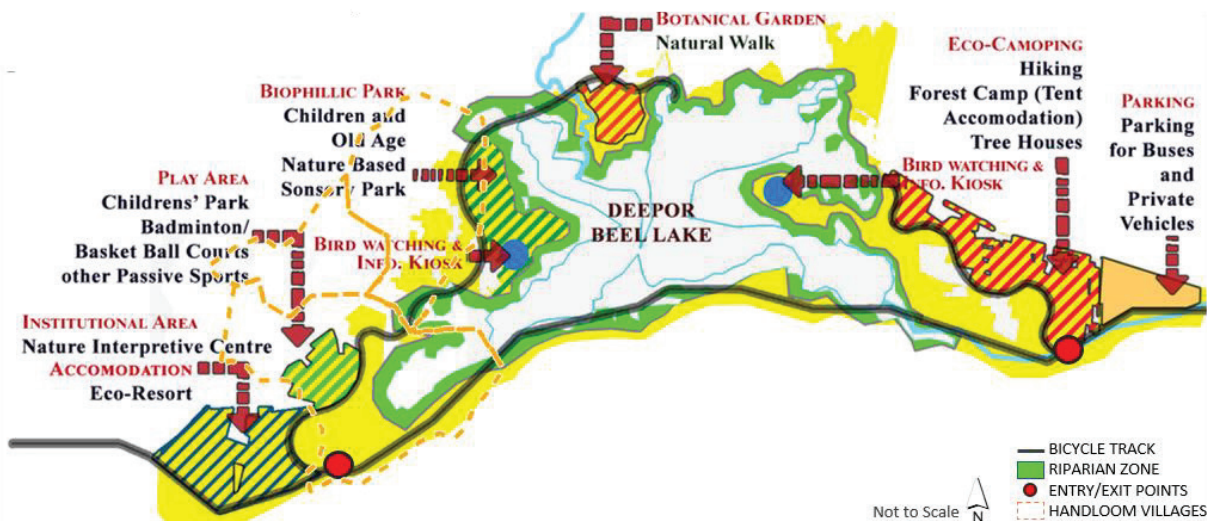 BOTANICAL GARDEN
Natural Walk
ECO-CAMOPING
Hiking
Forest Camp (Tent
Accomodation)
Tree Houses
BIOPHILLIC PARK
Children and
Old Age
Nature Based
Sonsory Park
PARKING
Parking
for Buses
and
Private
Vehicles
BIRD WATCHING &
INFO. KIOSK
PLAY AREA
Childrens' Park
Badminton/
Basket Ball Courts
other Passive Sports
DEEPOR
BEEL LAKE
BIRD WATCHING &
INFO. KIOSK
INSTITUTIONAL AREA
Nature Interpretive Centre
ACCOMODATION
Eco-Resort
BICYCLE TRACK
RIPARIAN ZONE
ENTRY/EXIT POINTS
HANDLOOM VILLAGES
Not to Scale
N